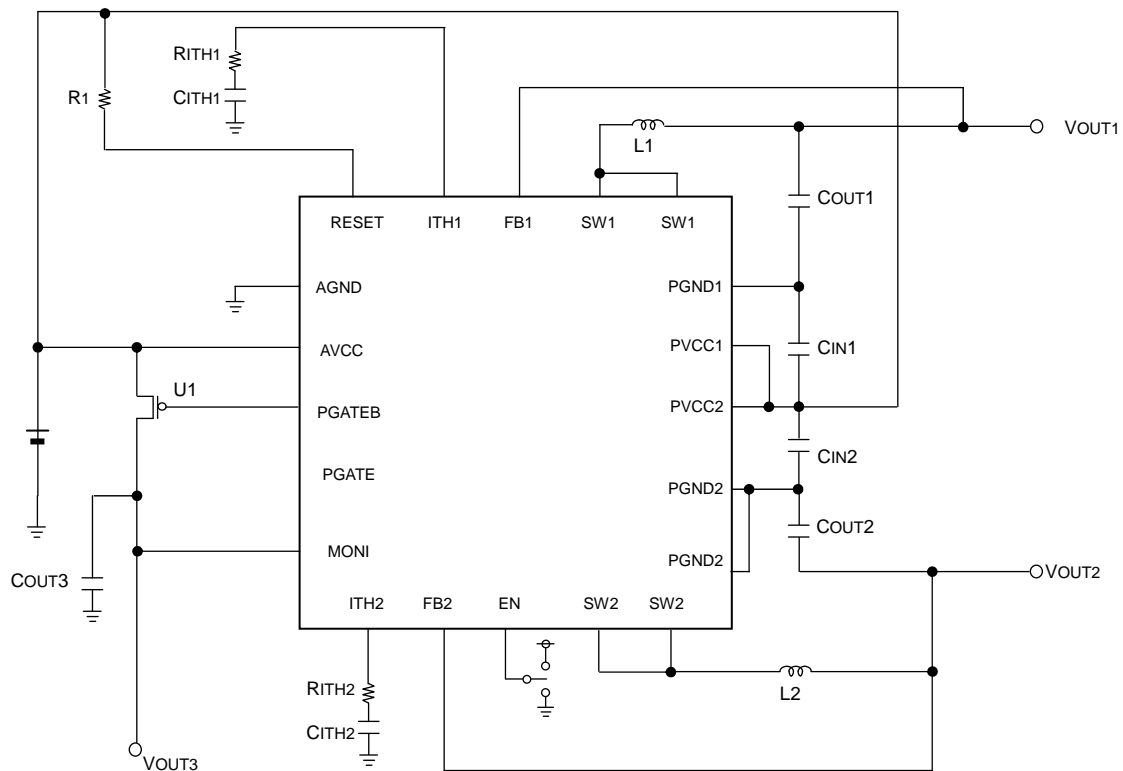 RITH1
CITH1
R1
L1
VOUT1
COUT1
RESET
ITH1
FB1
SW1
SW1
AGND
PGND1
AVCC
PVCC1
CIN1
U1
PGATEB
PVCC2
CIN2
PGATE
PGND2
COUT2
MONI
PGND2
COUT3
VOUT2
ITH2
FB2
EN
SW2
SW2
RITH2
CITH2
L2
VOUT3